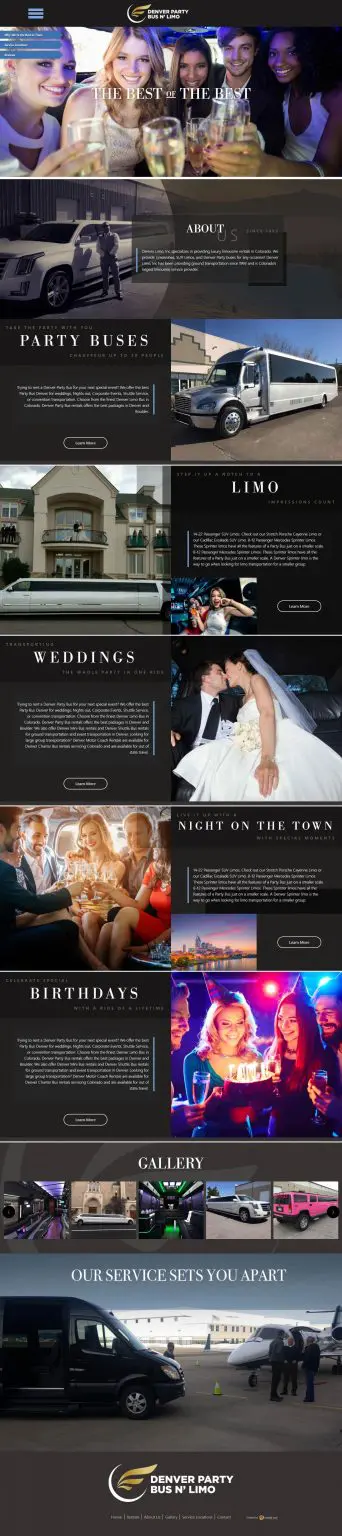 DENVER PARTY
BUS N' LIMO
Service Locations
THE BEST OF THE BEST
ABOUT
US
Denver Limo, Inc specializes in providing luxury limousine rentals in Colorado. We
provide Limousines, SUV Limos, and Denver Party buses for any occasion! Denver
Limo, Inc has been providing ground transportation since 1995 and is Colorado's
largest limousine service provider.
TAKE THE PARTY WITH YOU
PARTY BUSES
CHAUFFEUR UP TO 39 PEOPLE
Trying to rent a Denver Party Bus for your next special event? We offer the best
Party Bus Denver for weddings, Nights out, Corporate Events, Shuttle Service,
or convention transportation. Choose from the finest Denver Limo Bus in
Colorado. Denver Party Bus rentals offers the best packages in Denver and
Boulder.
Learn More
STEP IT UP A NOTCH IN A
LIMO
IMPRESSIONS COUNT
14-22 Passenger SUV Limos: Check out our Stretch Porsche Cayenne Limo or
our Cadillac Escalade SUV Limo. 8-12 Passenger Mercedes Sprinter Limos:
These Sprinter limos have all the features of a Party Bus just on a smaller scale.
8-12 Passenger Mercedes Sprinter Limos: These Sprinter limos have all the
features of a Party Bus just on a smaller scale. A Denver Sprinter Limo is the
way to go when looking for limo transportation for a smaller group.
Learn More
TRANSPORTING
WEDDINGS
THE WHOLE PARTY IN ONE RIDE
Trying to rent a Denver Party Bus for your next special event? We offer the best
Party Bus Denver for weddings, Nights out, Corporate Events, Shuttle Service,
or convention transportation. Choose from the finest Denver Limo Bus in
Colorado. Denver Party Bus rentals offers the best packages in Denver and
Boulder. We also offer Denver Mini Bus and Denver Shuttle Bus rentals
for ground transportation and event transportation in Denver. Looking for
large group transportation? Denver Motor Coach Rentals are available for
Denver Charter Bus rentals servicing Colorado and are available for out of
state travel.
Learn More
LIVE IT UP WITH A
NIGHT ON THE TOWN
WITH SPECIAL MOMENTS
14-22 Passenger SUV Limos: Check out our Stretch Porsche Cayenne Limo or
our Cadillac Escalade SUV Limo. 8-12 Passenger Mercedes Sprinter Limos:
These Sprinter limos have all the features of a Party Bus just on a smaller scale.
8-12 Passenger Mercedes Sprinter Limos: These Sprinter limos have all the
features of a Party Bus just on a smaller scale. A Denver Sprinter Limo is the
way to go when looking for limo transportation for a smaller group.
Learn More
CELEBRATE SPECIAL
BIRTHDAYS
WITH A RIDE OF A LIFETIME
Trying to rent a Denver Party Bus for your next special event? We offer the best
Party Bus Denver for weddings, Nights out, Corporate Events, Shuttle Service,
or convention transportation. Choose from the finest Denver Limo Bus in
Colorado. Denver Party Bus rentals offers the best packages in Denver and
Boulder. We also offer Denver Mini Bus and Denver Shuttle Bus rentals
for ground transportation and event transportation in Denver. Looking for
large group transportation? Denver Motor Coach Rentals are available for
Denver Charter Bus rentals servicing Colorado and are available for out of
state travel.
Learn More
GALLERY
OUR SERVICE SETS YOU APART
DENVER PARTY
BUS N' LIMO
Home | Rentals | About Us | Gallery | Service Locations | Contact